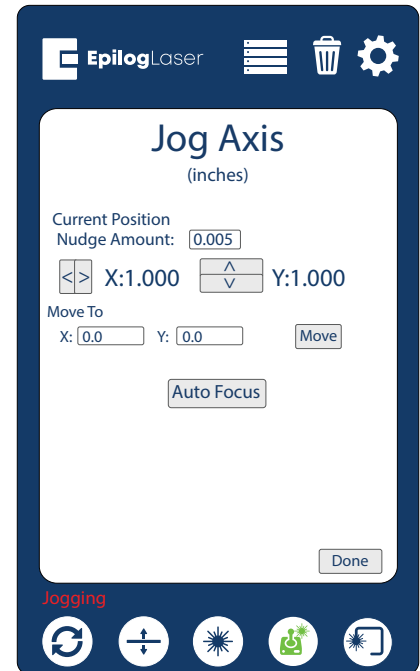 EpilogLaser
Jog Axis
(inches)
Current Position
Nudge Amount: 0.005
< > X:1.000 Y:1.000
Move To
X: 0.0 Y: 0.0 Move
Auto Focus
Done
Jogging